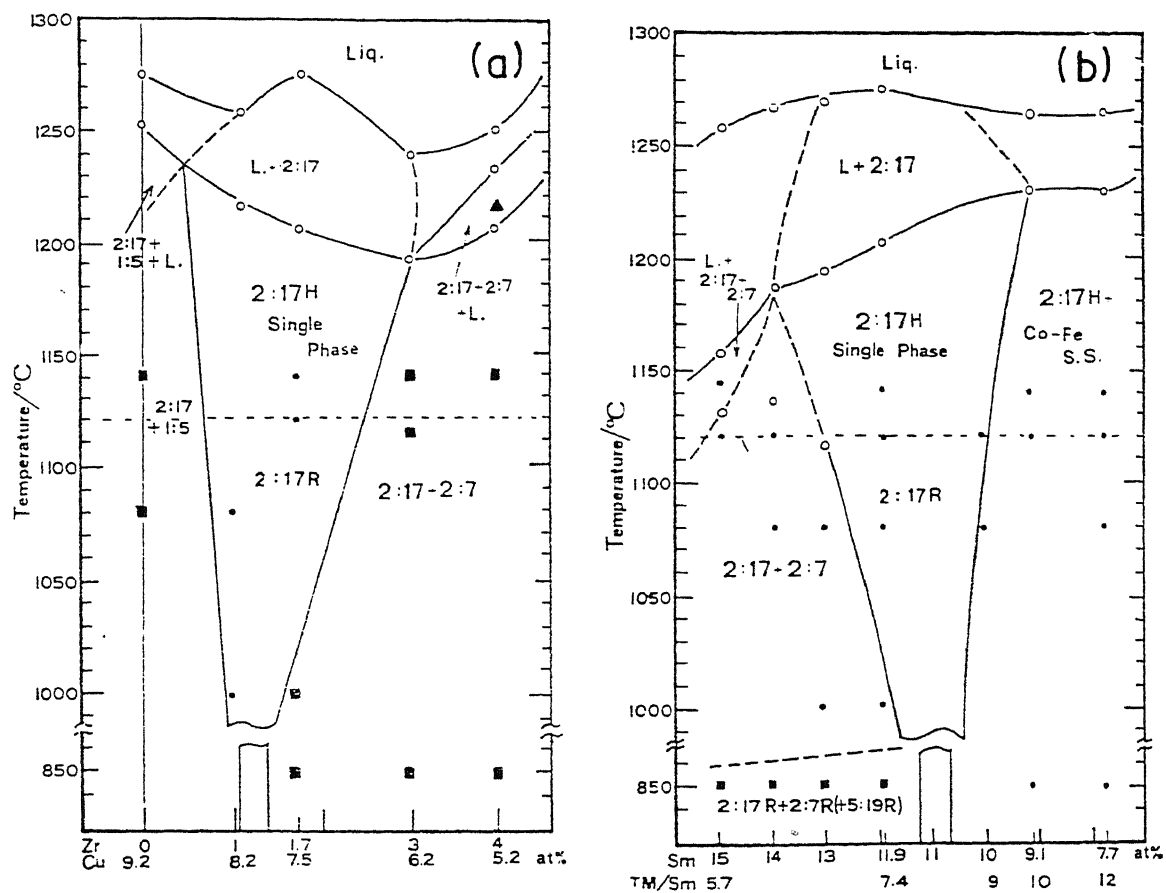 (a)
1300
1250
1200
1150
1100
1050
1000
850
Temperature/°C
Liq.
L.-2:17
2:17+
1:5+L.
2:17H
Single
Phase
2:17-2:7
+L.
2:17
+1:5
2:17R
2:17-2:7
Zr 0 1 1.7 3 4 at%
Cu 9.2 8.2 7.5 6.2 5.2
(b)
1300
1250
1200
1150
1100
1050
1000
850
Temperature/°C
Liq.
L+2:17
L.+
2:17-
2:7
2:17H
Single Phase
2:17H-
Co-Fe
S.S.
2:17R
2:17-2:7
2:17R+2:7R(+5:19R)
Sm 15 14 13 11.9 11 10 9.1 7.7 at%
TM/Sm 5.7 7.4 9 10 12